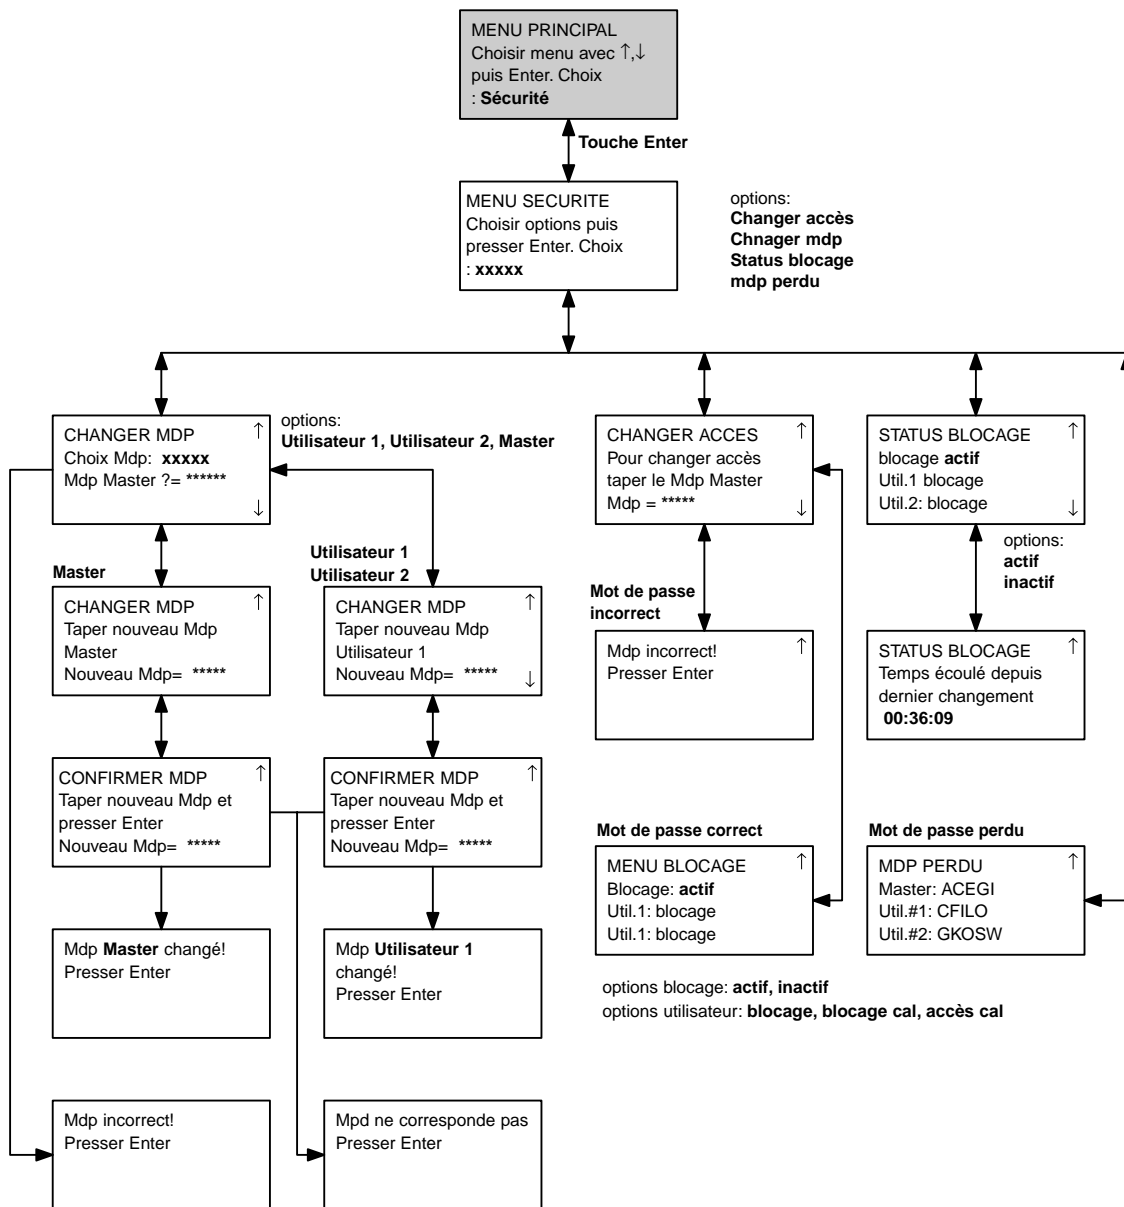 MENU PRINCIPAL
Choisir menu avec ↑,↓
puis Enter. Choix
: Sécurité
Touche Enter
MENU SECURITE
Choisir options puis
presser Enter. Choix
: xxxxx
options:
Changer accès
Chnager mdp
Status blocage
mdp perdu
CHANGER MDP ↑
Choix Mdp: xxxxx
Mdp Master ?= ******
↓
options:
Utilisateur 1, Utilisateur 2, Master
CHANGER ACCES ↑
Pour changer accès
taper le Mdp Master
Mdp = ***** ↓
STATUS BLOCAGE ↑
blocage actif
Util.1 blocage
Util.2: blocage ↓
options:
actif
inactif
Master
Utilisateur 1
Utilisateur 2
Mot de passe
incorrect
CHANGER MDP ↑
Taper nouveau Mdp
Master
Nouveau Mdp= *****
CHANGER MDP ↑
Taper nouveau Mdp
Utilisateur 1
Nouveau Mdp= ***** ↓
Mdp incorrect! ↑
Presser Enter
STATUS BLOCAGE ↑
Temps écoulé depuis
dernier changement
00:36:09
CONFIRMER MDP ↑
Taper nouveau Mdp et
presser Enter
Nouveau Mdp= *****
CONFIRMER MDP ↑
Taper nouveau Mdp et
presser Enter
Nouveau Mdp= *****
Mot de passe correct
MENU BLOCAGE ↑
Blocage: actif
Util.1: blocage
Util.1: blocage
Mot de passe perdu
MDP PERDU ↑
Master: ACEGI
Util.#1: CFILO
Util.#2: GKOSW
Mdp Master changé!
Presser Enter
Mdp Utilisateur 1
changé!
Presser Enter
options blocage: actif, inactif
options utilisateur: blocage, blocage cal, accès cal
Mdp incorrect!
Presser Enter
Mpd ne corresponde pas
Presser Enter